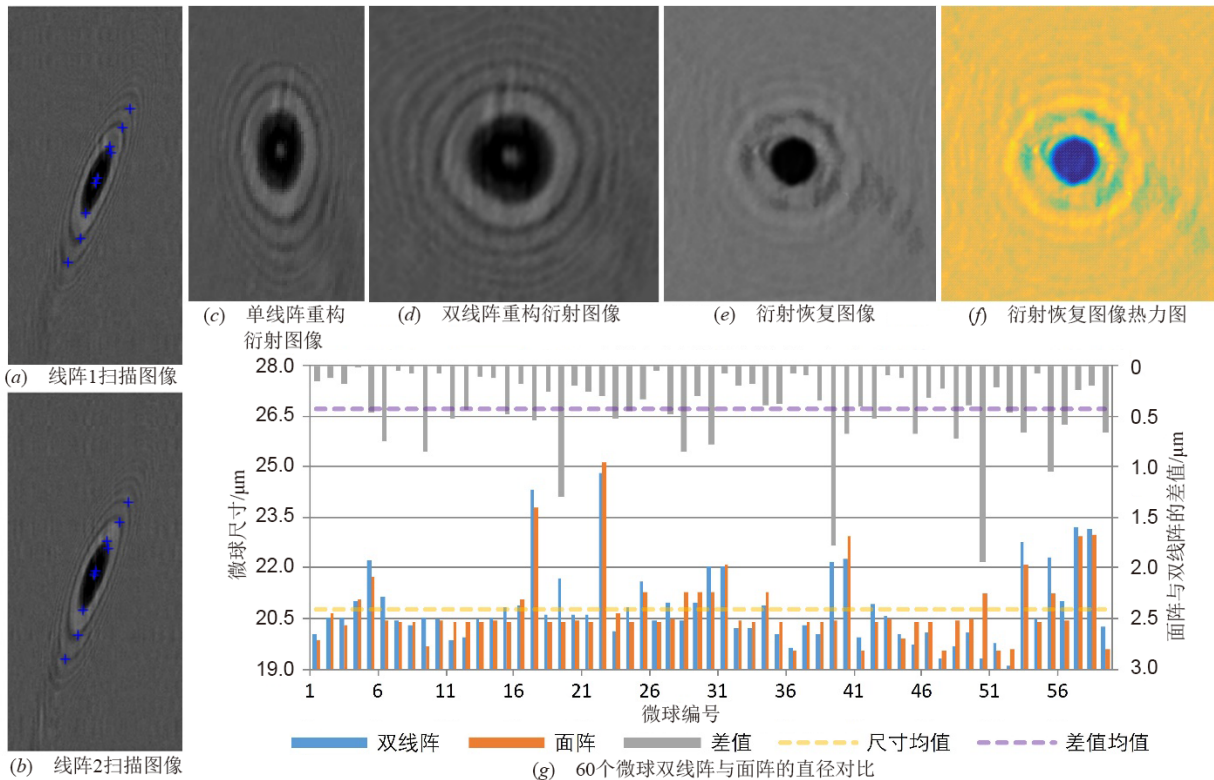 (c) 单线阵重构
衍射图像
(d) 双线阵重构衍射图像
(e) 衍射恢复图像
(f) 衍射恢复图像热力图
(a) 线阵1扫描图像
(b) 线阵2扫描图像
微球尺寸/μm
28.0
26.5
25.0
23.5
22.0
20.5
19.0
0
0.5
1.0
1.5
2.0
2.5
3.0
面阵与双线阵的差值/μm
1 6 11 16 21 26 31 36 41 46 51 56
微球编号
双线阵 面阵 差值 尺寸均值 差值均值
(g) 60个微球双线阵与面阵的直径对比